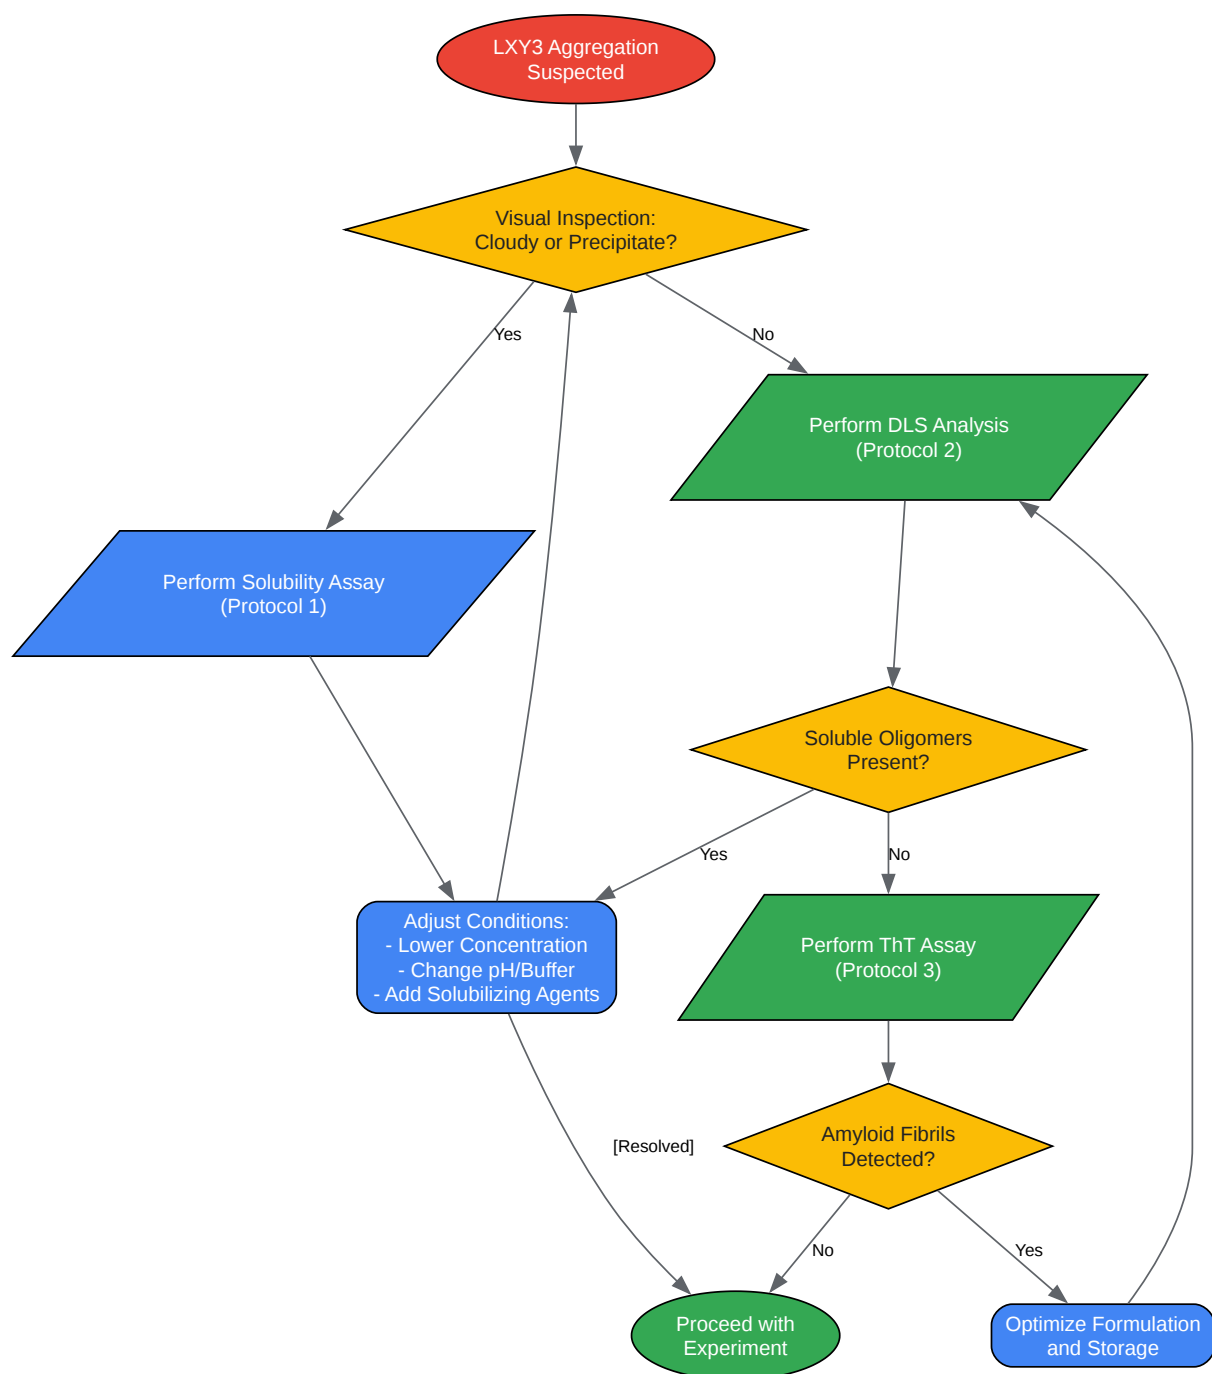 LXY3 Aggregation
Suspected
Visual Inspection:
Cloudy or Precipitate?
Yes
No
Perform DLS Analysis
(Protocol 2)
Perform Solubility Assay
(Protocol 1)
Soluble Oligomers
Present?
Yes
No
Adjust Conditions:
- Lower Concentration
- Change pH/Buffer
- Add Solubilizing Agents
Perform ThT Assay
(Protocol 3)
Amyloid Fibrils
Detected?
[Resolved]
No
Yes
Proceed with
Experiment
Optimize Formulation
and Storage